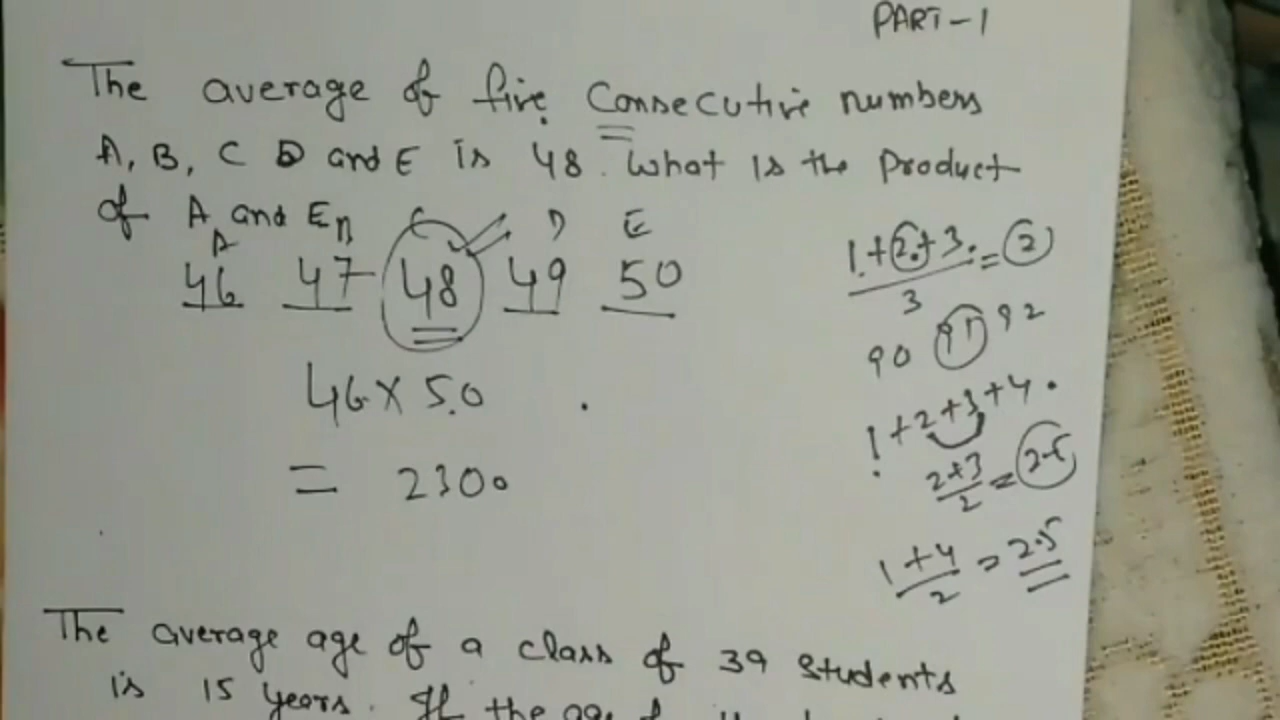 PART-1
The average of five Consecutive numbers
A, B, C D and E is 48. What is the Product
of A and E
A B C D E
46 47 48 49 50
46 X 50
= 2300
1+2+3
3
= 2
90 91 92
1+2+3+4
2+3
2
= 2.5
1+4
2
= 2.5
The average age of a class of 39 students
is 15 years. If the age